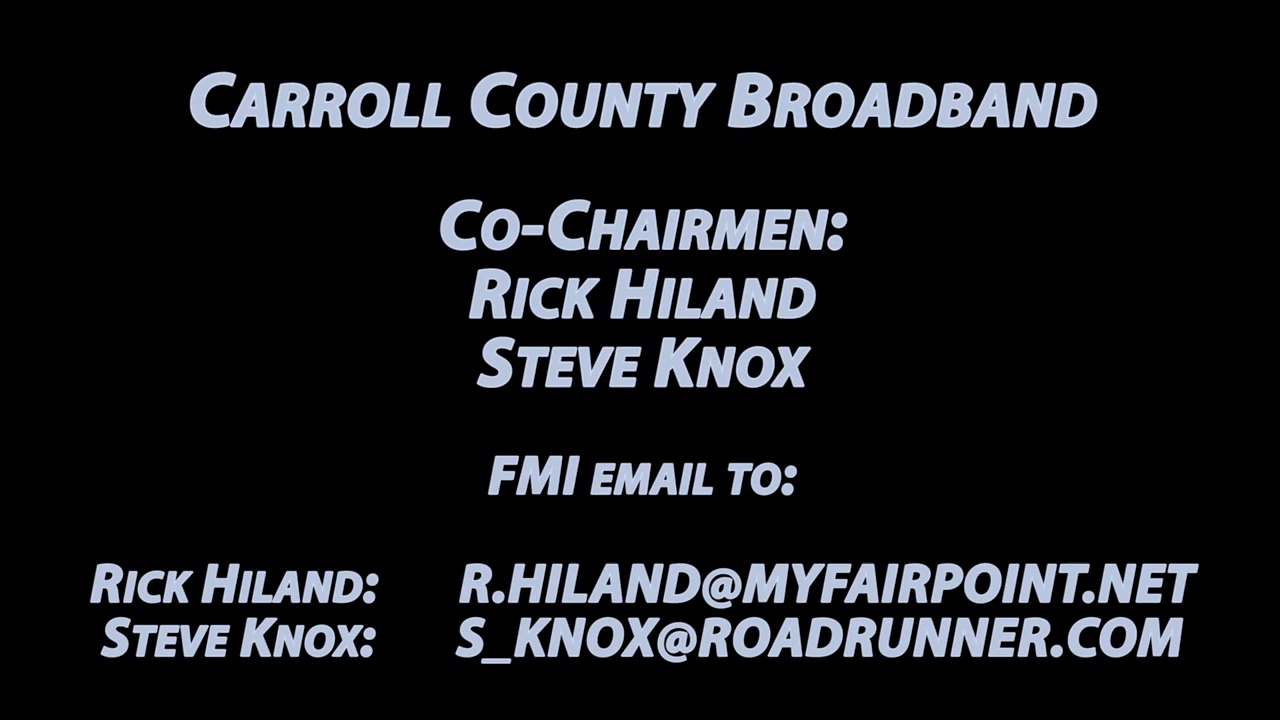 Carroll County Broadband
Co-Chairmen:
Rick Hiland
Steve Knox
FMI email to:
Rick Hiland: R.HILAND@MYFAIRPOINT.NET
Steve Knox: S_KNOX@ROADRUNNER.COM